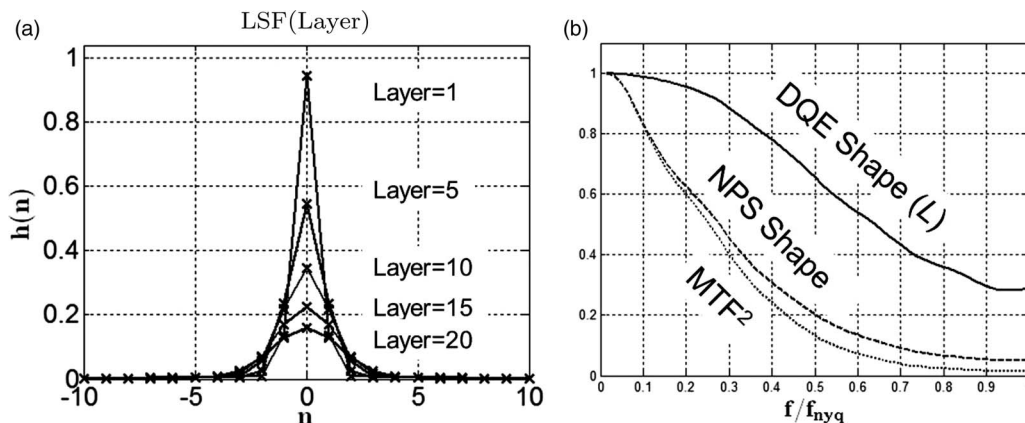 (a)
LSF(Layer)
1
0.8
0.6
0.4
0.2
0
h(n)
Layer=1
Layer=5
Layer=10
Layer=15
Layer=20
-10
-5
0
5
10
n
(b)
1
0.8
0.6
0.4
0.2
0
DQE Shape (L)
NPS Shape
MTF²
0
0.1
0.2
0.3
0.4
0.5
0.6
0.7
0.8
0.9
f/f_nyq